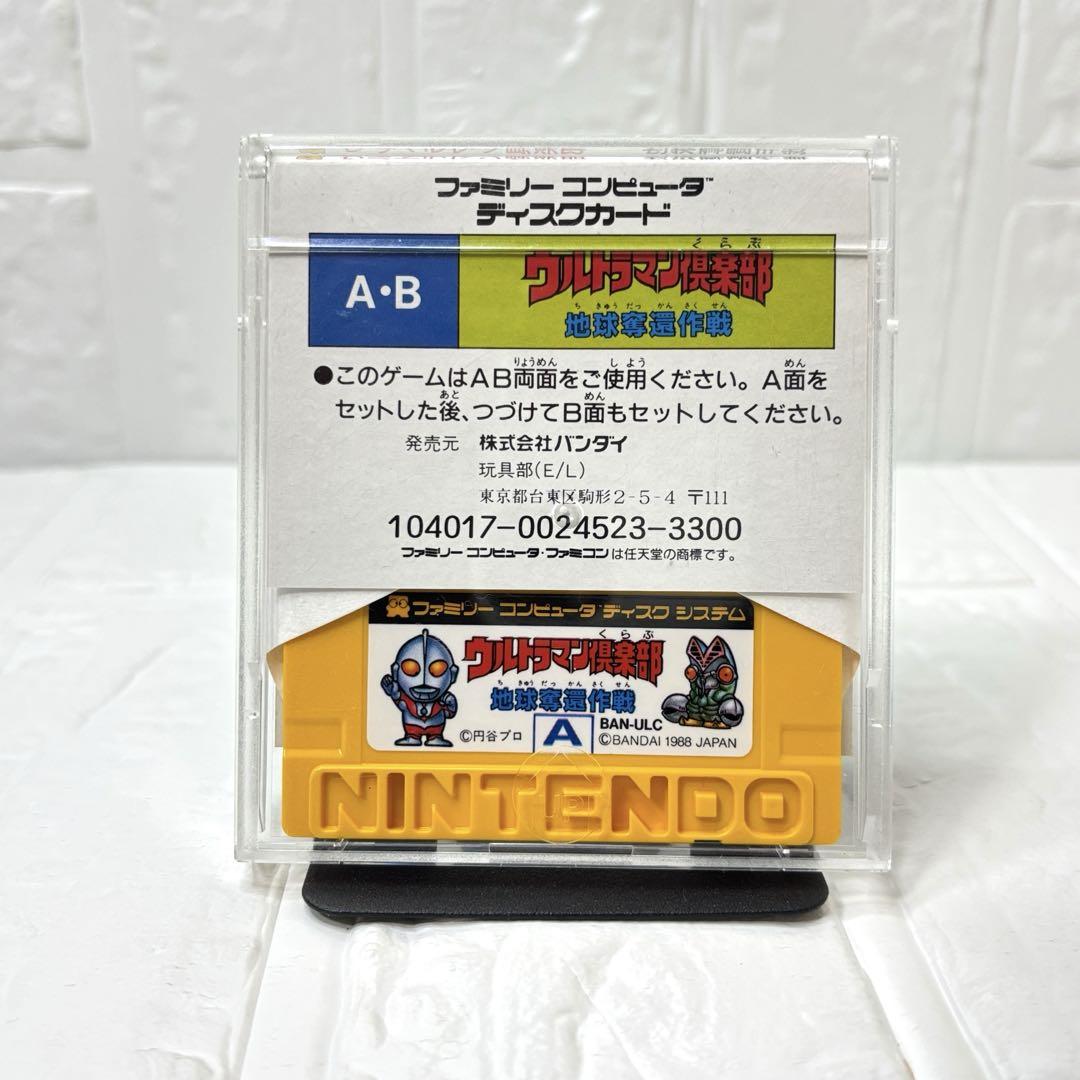 ファミリー コンピュータ™
ディスクカード
A・B
くらぶ
ウルトラマン倶楽部
ちきゅうだっかんさくせん
地球奪還作戦
りょうめん しよう めん
●このゲームはAB両面をご使用ください。A面を
あと めん
セットした後、つづけてB面もセットしてください。
発売元 株式会社バンダイ
玩具部(E/L)
東京都台東区駒形2-5-4 〒111
104017-0024523-3300
ファミリー コンピュータ・ファミコンは任天堂の商標です。
ファミリー コンピュータ ディスク システム
くらぶ
ウルトラマン倶楽部
ちきゅうだっかんさくせん
地球奪還作戦
BAN-ULC
©円谷プロ A ©BANDAI 1988 JAPAN
NINTENDO